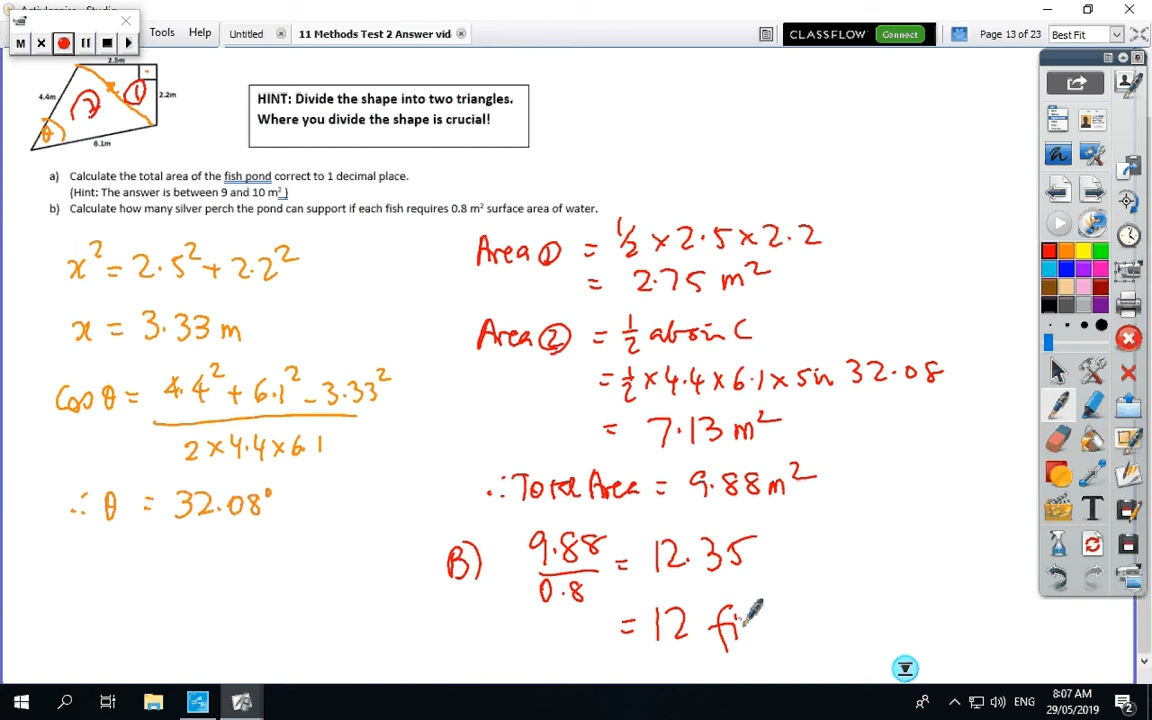 Tools Help Untitled 11 Methods Test 2 Answer vid
CLASSFLOW Connect Page 13 of 23 Best Fit
M
2.5m
4.4m
2.2m
6.1m
θ x 1 2
HINT: Divide the shape into two triangles.
Where you divide the shape is crucial!
a) Calculate the total area of the fish pond correct to 1 decimal place.
(Hint: The answer is between 9 and 10 m²)
b) Calculate how many silver perch the pond can support if each fish requires 0.8 m² surface area of water.
x² = 2.5² + 2.2²
x = 3.33 m
Cos θ = 4.4² + 6.1² - 3.33²
2 × 4.4 × 6.1
∴ θ = 32.08°
Area ① = ½ × 2.5 × 2.2
= 2.75 m²
Area ② = ½ ab sin C
= ½ × 4.4 × 6.1 × sin 32.08
= 7.13 m²
∴ Total Area = 9.88 m²
B) 9.88 = 12.35
0.8
= 12 fi
T
ENG
8:07 AM
29/05/2019
2